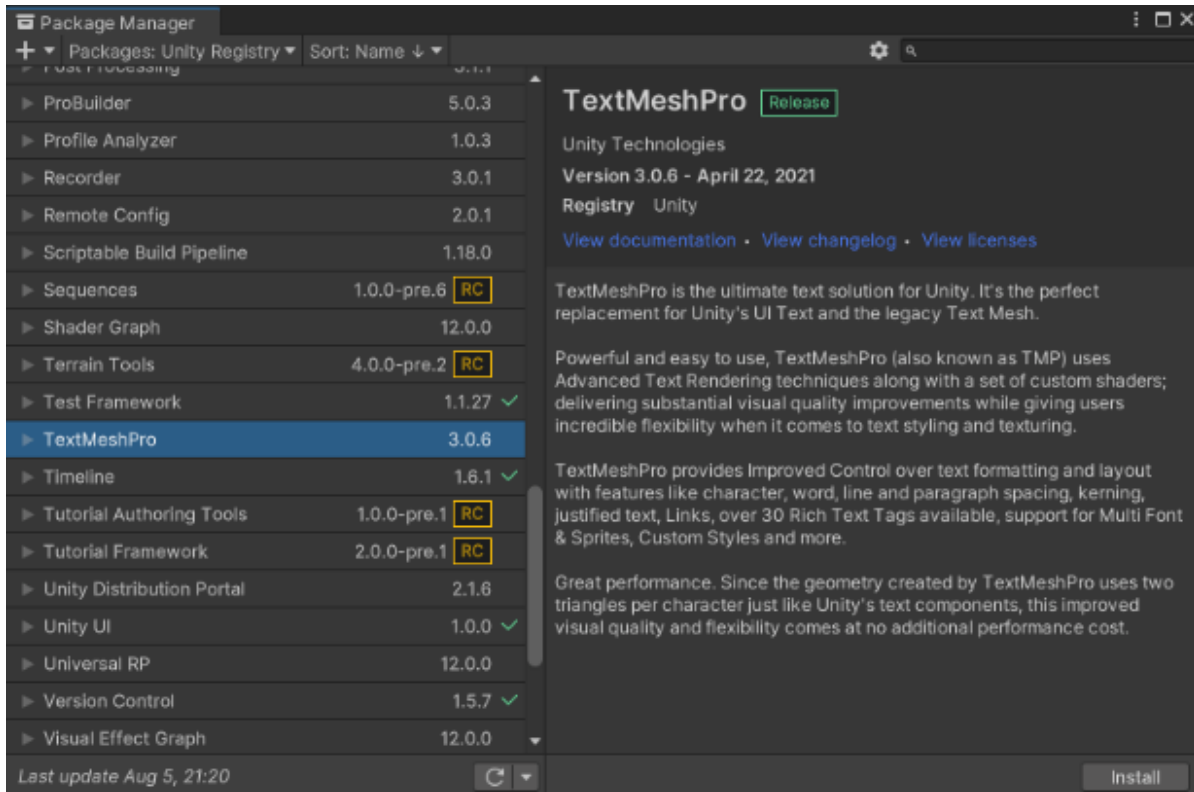 Package Manager
Packages: Unity Registry Sort: Name
Post Processing 3.1.1
ProBuilder 5.0.3
Profile Analyzer 1.0.3
Recorder 3.0.1
Remote Config 2.0.1
Scriptable Build Pipeline 1.18.0
Sequences 1.0.0-pre.6 RC
Shader Graph 12.0.0
Terrain Tools 4.0.0-pre.2 RC
Test Framework 1.1.27
TextMeshPro 3.0.6
Timeline 1.6.1
Tutorial Authoring Tools 1.0.0-pre.1 RC
Tutorial Framework 2.0.0-pre.1 RC
Unity Distribution Portal 2.1.6
Unity UI 1.0.0
Universal RP 12.0.0
Version Control 1.5.7
Visual Effect Graph 12.0.0
Last update Aug 5, 21:20
TextMeshPro Release
Unity Technologies
Version 3.0.6 - April 22, 2021
Registry Unity
View documentation • View changelog • View licenses
TextMeshPro is the ultimate text solution for Unity. It's the perfect
replacement for Unity's UI Text and the legacy Text Mesh.
Powerful and easy to use, TextMeshPro (also known as TMP) uses
Advanced Text Rendering techniques along with a set of custom shaders;
delivering substantial visual quality improvements while giving users
incredible flexibility when it comes to text styling and texturing.
TextMeshPro provides Improved Control over text formatting and layout
with features like character, word, line and paragraph spacing, kerning,
justified text, Links, over 30 Rich Text Tags available, support for Multi Font
& Sprites, Custom Styles and more.
Great performance. Since the geometry created by TextMeshPro uses two
triangles per character just like Unity's text components, this improved
visual quality and flexibility comes at no additional performance cost.
Install